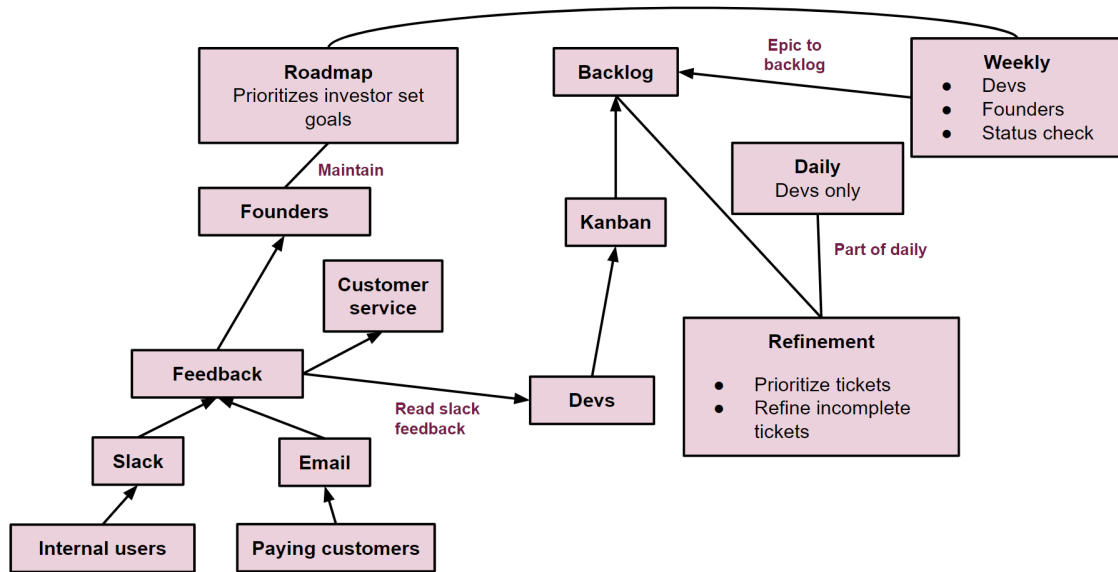 Roadmap
Prioritizes investor set
goals
Backlog
Epic to
backlog
Weekly
● Devs
● Founders
● Status check
Maintain
Daily
Devs only
Founders
Kanban
Part of daily
Customer
service
Refinement
● Prioritize tickets
● Refine incomplete
tickets
Feedback
Read slack
feedback
Devs
Slack
Email
Internal users
Paying customers